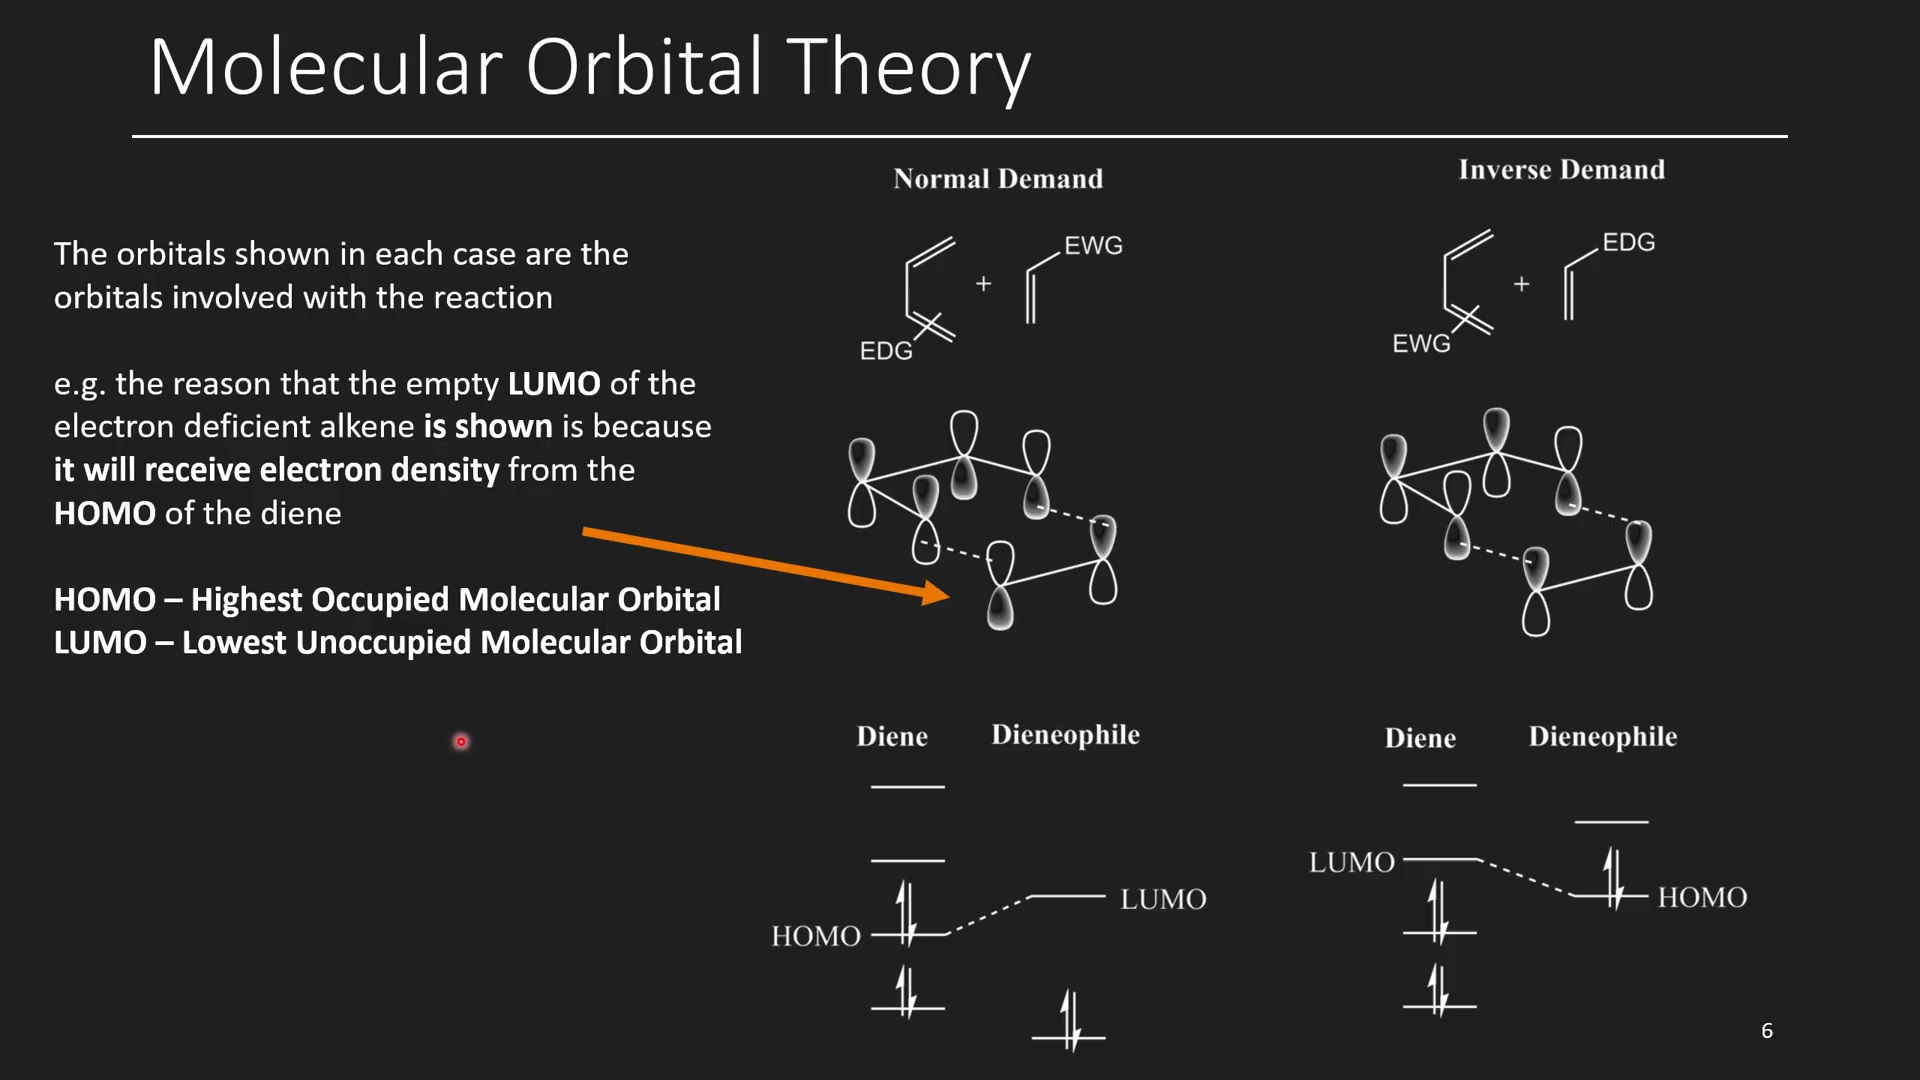 Molecular Orbital Theory
The orbitals shown in each case are the
orbitals involved with the reaction
e.g. the reason that the empty LUMO of the
electron deficient alkene is shown is because
it will receive electron density from the
HOMO of the diene
HOMO – Highest Occupied Molecular Orbital
LUMO – Lowest Unoccupied Molecular Orbital
Normal Demand
EWG
+
EDG
Diene
Dieneophile
LUMO
HOMO
Inverse Demand
EDG
+
EWG
Diene
Dieneophile
LUMO
HOMO
6